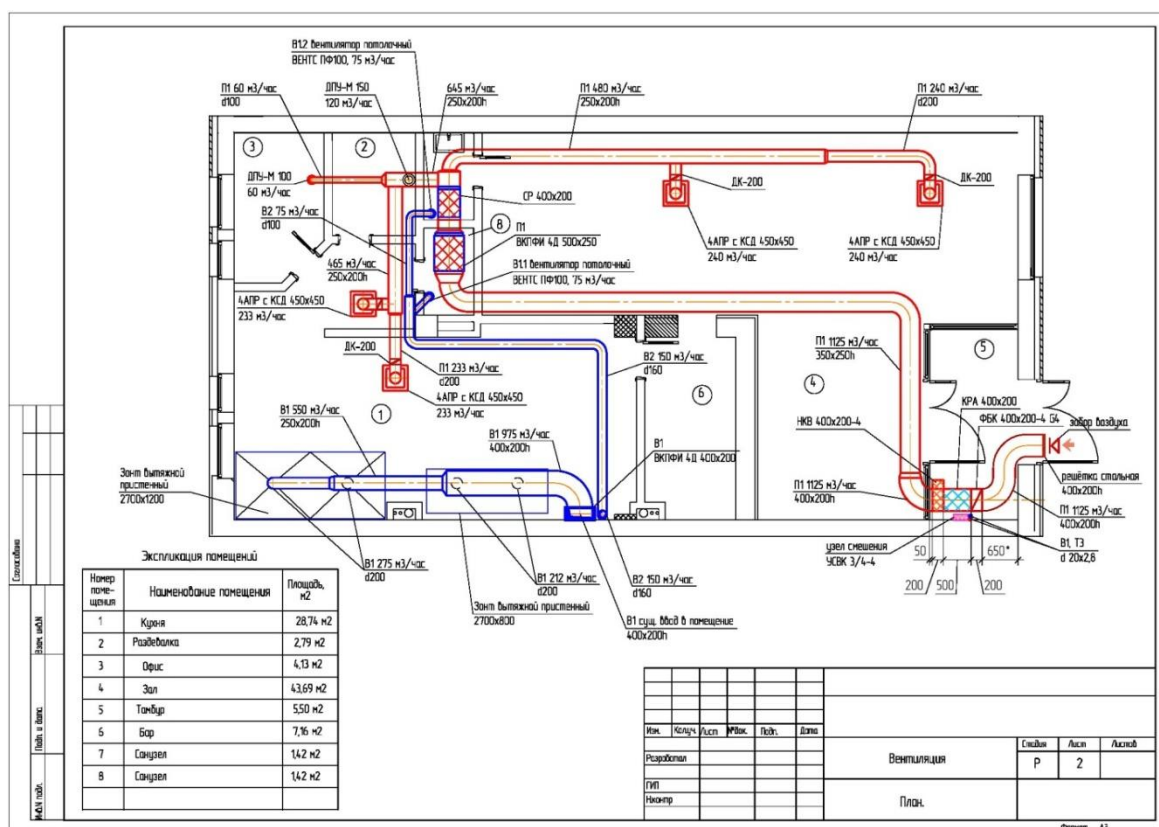 В1.2 вентилятор потолочный
ВЕНТС ПФ100, 75 м3/час
П1 60 м3/час
d100
ДПУ-М 150
120 м3/час
645 м3/час
250х200h
П1 480 м3/час
250х200h
П1 240 м3/час
d200
3
2
ДПУ-М 100
60 м3/час
СР 400х200
ДК-200
ДК-200
В2 75 м3/час
d100
8
П1
ВКПФИ 4Д 500х250
4АПР с КСД 450х450
240 м3/час
4АПР с КСД 450х450
240 м3/час
465 м3/час
250х200h
В1.1 вентилятор потолочный
ВЕНТС ПФ100, 75 м3/час
4АПР с КСД 450х450
233 м3/час
ДК-200
П1 233 м3/час
d200
4АПР с КСД 450х450
233 м3/час
В2 150 м3/час
d160
П1 1125 м3/час
350х250h
5
1
6
4
КРА 400х200
ФБК 400х200-4 G4
НКВ 400х200-4
забор воздуха
В1 550 м3/час
250х200h
В1 975 м3/час
400х200h
В1
ВКПФИ 4Д 400х200
Зонт вытяжной
пристенный
2700х1200
П1 1125 м3/час
400х200h
решётка стальная
400х200h
П1 1125 м3/час
400х200h
узел смешения
УСВК 3/4-4
50
650*
200
500
200
В1, Т3
d 20х2,8
В1 275 м3/час
d200
В1 212 м3/час
d200
В2 150 м3/час
d160
Зонт вытяжной пристенный
2700х800
В1 сущ. ввод в помещение
400х200h
Экспликация помещений
Номер поме-щения Наименование помещения Площадь, м2
1 Кухня 28,74 м2
2 Раздевалка 2,79 м2
3 Офис 4,13 м2
4 Зал 43,69 м2
5 Тамбур 5,50 м2
6 Бар 7,16 м2
7 Санузел 1,42 м2
8 Санузел 1,42 м2
Согласовано
Взам. инв.N
Подп. и дата
Инв.N подл.
Изм. Кол.уч. Лист №Док. Подп. Дата
Разработал
ГИП
Н.контр
Вентиляция
План.
Стадия Лист Листов
Р 2
Формат А3